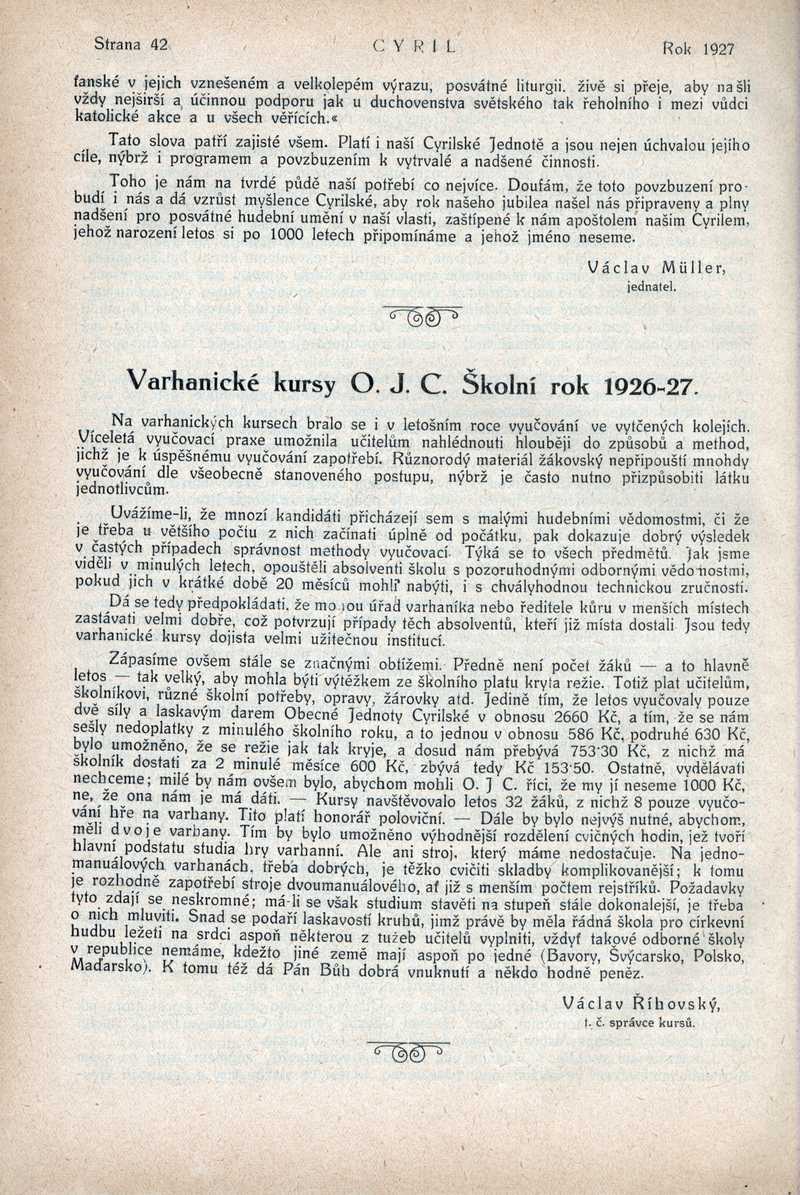 Strana 42
CYRIL
Rok 1927
ťanské v jejich vznešeném a velkolepém výrazu, posvátné liturgii. živě si přeje, aby našli
vždy nejširší a účinnou podporu jak u duchovenstva světského tak řeholního i mezi vůdci
katolické akce a u všech věřících.«
Tato slova patří zajisté všem. Platí i naší Cyrilské Jednotě a jsou nejen úchvalou jejího
cíle, nýbrž i programem a povzbuzením k vytrvalé a nadšené činnosti.
Toho je nám na tvrdé půdě naší potřebí co nejvíce. Doufám, že toto povzbuzení pro-
budí i nás a dá vzrůst myšlence Cyrilské, aby rok našeho jubilea našel nás připraveny a plny
nadšení pro posvátné hudební umění v naší vlasti, zaštípené k nám apoštolem naším Cyrilem,
jehož narození letos si po 1000 letech připomínáme a jehož jméno neseme.
Václav Müller,
jednatel.
Varhanické kursy O. J. C. Školní rok 1926-27.
Na varhanických kursech bralo se i v letošním roce vyučování ve vytčených kolejích.
Víceletá vyučovací praxe umožnila učitelům nahlédnouti hlouběji do způsobů a method,
jichž je k úspěšnému vyučování zapotřebí. Různorodý materiál žákovský nepřipouští mnohdy
vyučování dle všeobecně stanoveného postupu, nýbrž je často nutno přizpůsobiti látku
jednotlivcům.
Uvážíme-li, že mnozí kandidáti přicházejí sem s malými hudebními vědomostmi, či že
je třeba u většího počtu z nich začínati úplně od počátku, pak dokazuje dobrý výsledek
v častých případech správnost methody vyučovací. Týká se to všech předmětů. Jak jsme
viděli v minulých letech, opouštěli absolventi školu s pozoruhodnými odbornými vědomostmi,
pokud jich v krátké době 20 měsíců mohli nabýti, i s chvályhodnou technickou zručností.
Dá se tedy předpokládati, že mohou úřad varhaníka nebo ředitele kůru v menších místech
zastávati velmi dobře, což potvrzují případy těch absolventů, kteří již místa dostali Jsou tedy
varhanické kursy dojista velmi užitečnou institucí.
Zápasíme ovšem stále se značnými obtížemi. Předně není počet žáků — a to hlavně
letos — tak velký, aby mohla býti výtěžkem ze školního platu kryta režie. Totiž plat učitelům,
školníkovi, různé školní potřeby, opravy, žárovky atd. Jedině tím, že letos vyučovaly pouze
dvě síly a laskavým darem Obecné Jednoty Cyrilské v obnosu 2660 Kč, a tím, že se nám
sešly nedoplatky z minulého školního roku, a to jednou v obnosu 586 Kč, podruhé 630 Kč,
bylo umožněno, že se režie jak tak kryje, a dosud nám přebývá 753·30 Kč, z nichž má
školník dostati za 2 minulé měsíce 600 Kč, zbývá tedy Kč 153·50. Ostatně, vydělávati
nechceme; milé by nám ovšem bylo, abychom mohli O. J C. říci, že my jí neseme 1000 Kč,
ne, že ona nám je má dáti. — Kursy navštěvovalo letos 32 žáků, z nichž 8 pouze vyučo-
vání hře na varhany. Tito platí honorář poloviční. — Dále by bylo nejvýš nutné, abychom,
měli dvoje varhany. Tím by bylo umožněno výhodnější rozdělení cvičných hodin, jež tvoří
hlavní podstatu studia hry varhanní. Ale ani stroj, který máme nedostačuje. Na jedno-
manuálových varhanách, třeba dobrých, je těžko cvičiti skladby komplikovanější; k tomu
je rozhodně zapotřebí stroje dvoumanuálového, ať již s menším počtem rejstříků. Požadavky
tyto zdají se neskromné; má-li se však studium stavěti na stupeň stále dokonalejší, je třeba
o nich mluviti. Snad se podaří laskavostí kruhů, jimž právě by měla řádná škola pro církevní
hudbu ležeti na srdci aspoň některou z tužeb učitelů vyplniti, vždyť takové odborné školy
v republice nemáme, kdežto jiné země mají aspoň po jedné (Bavory, Švýcarsko, Polsko,
Maďarsko). K tomu též dá Pán Bůh dobrá vnuknutí a někdo hodně peněz.
Václav Říhovský,
t. č. správce kursů.